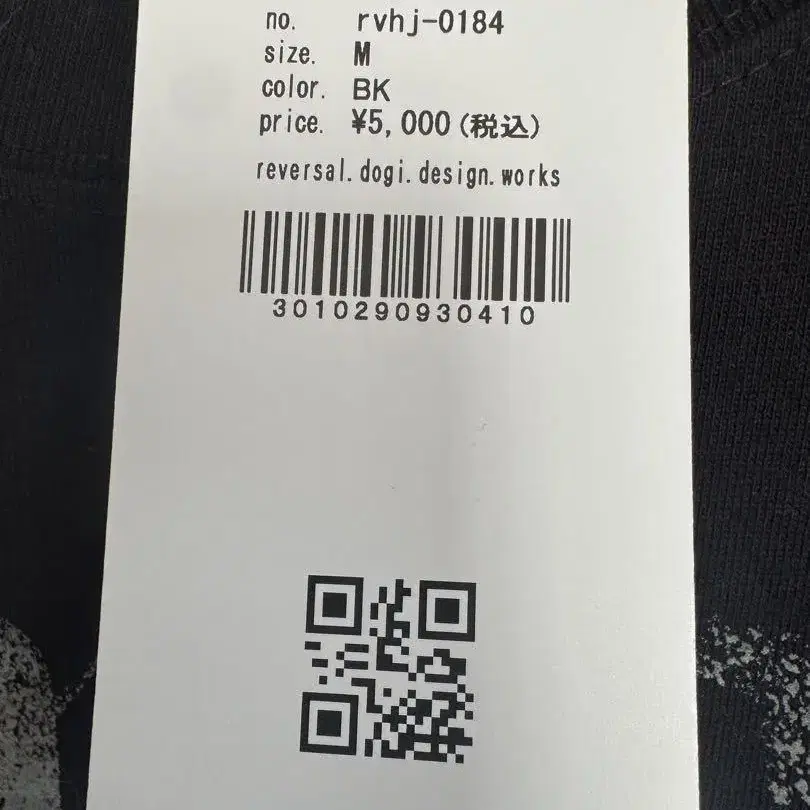 no. rvhj-0184
size. M
color. BK
price. ¥5,000(税込)
reversal.dogi.design.works
3010290930410